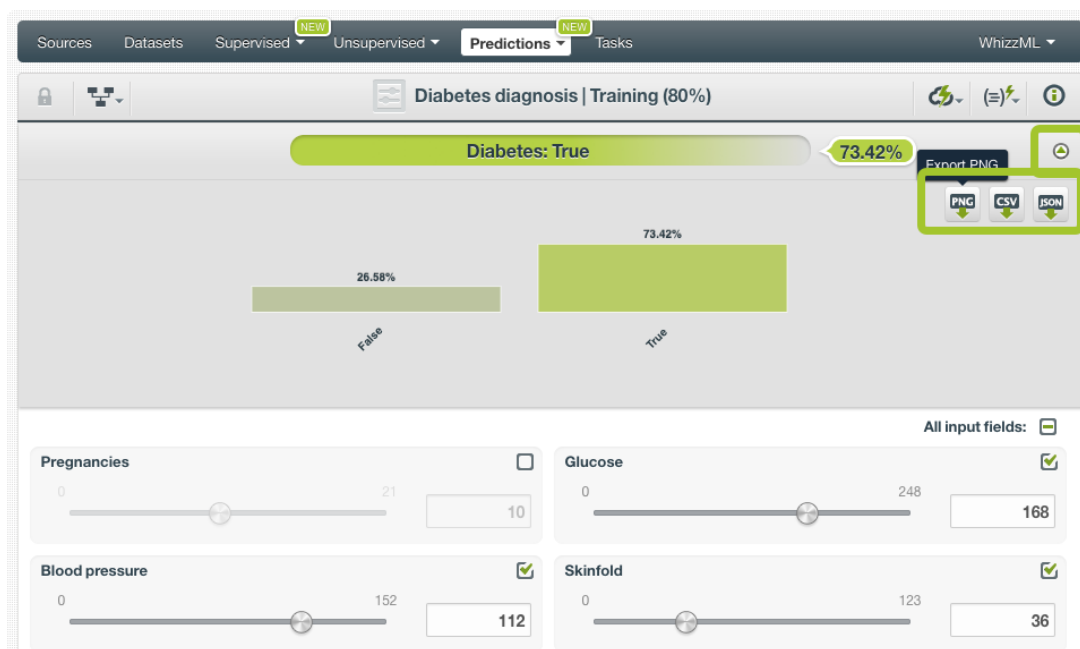 NEW NEW
Sources Datasets Supervised Unsupervised Predictions Tasks WhizzML
Diabetes diagnosis | Training (80%)
Diabetes: True 73.42%
Export PNG
PNG CSV JSON
73.42%
26.58%
False True
All input fields:
Pregnancies Glucose
0 21 0 248
10 168
Blood pressure Skinfold
0 152 0 123
112 36